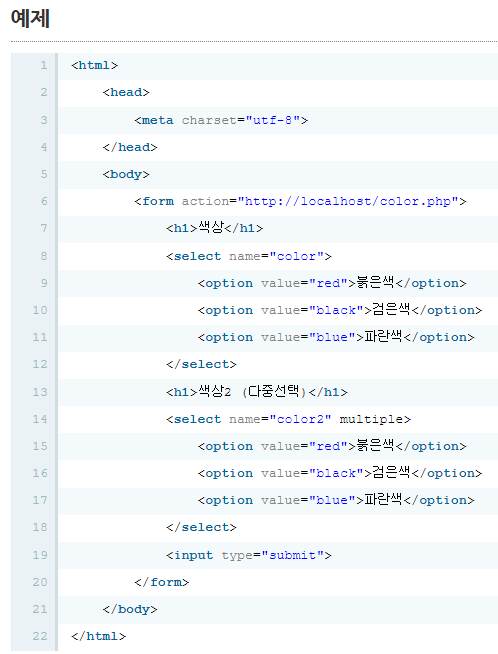 예제
1 <html>
2 <head>
3 <meta charset="utf-8">
4 </head>
5 <body>
6 <form action="http://localhost/color.php">
7 <h1>색상</h1>
8 <select name="color">
9 <option value="red">붉은색</option>
10 <option value="black">검은색</option>
11 <option value="blue">파란색</option>
12 </select>
13 <h1>색상2 (다중선택)</h1>
14 <select name="color2" multiple>
15 <option value="red">붉은색</option>
16 <option value="black">검은색</option>
17 <option value="blue">파란색</option>
18 </select>
19 <input type="submit">
20 </form>
21 </body>
22 </html>